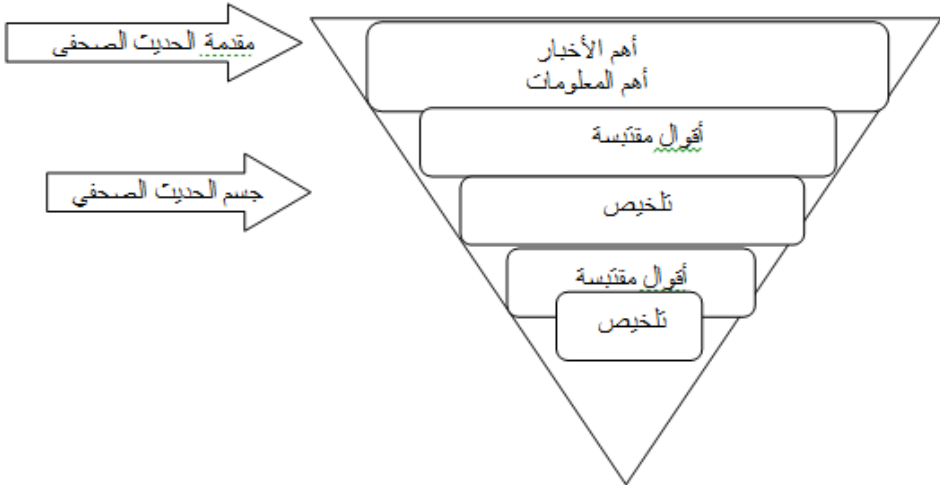 مقدمة الحديث الصحفى
أهم الأخبار
أهم المعلومات
أقوال مقتبسة
جسم الحديث الصحفي
تلخيص
أقوال مقتبسة
تلخيص